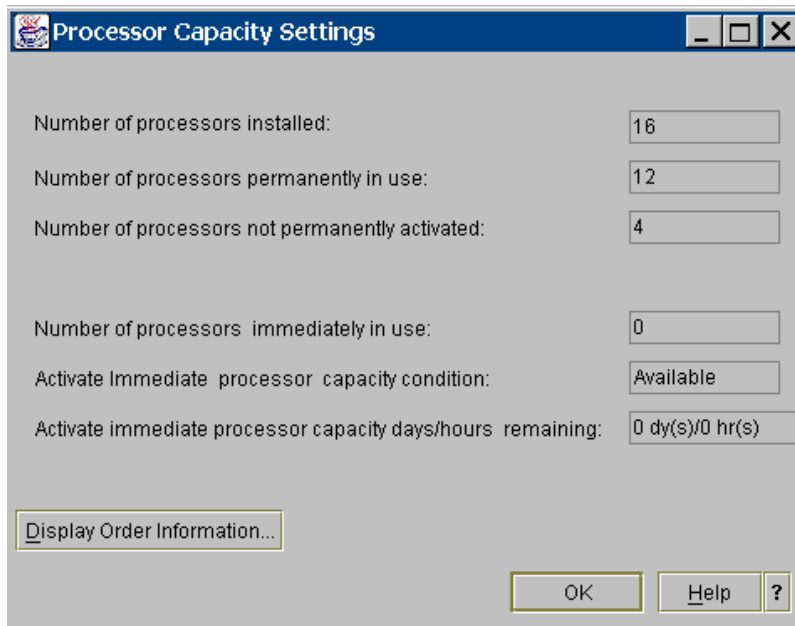 Processor Capacity Settings
Number of processors installed: 16
Number of processors permanently in use: 12
Number of processors not permanently activated: 4
Number of processors immediately in use: 0
Activate Immediate processor capacity condition: Available
Activate immediate processor capacity days/hours remaining: 0 dy(s)/0 hr(s)
Display Order Information...
OK Help ?